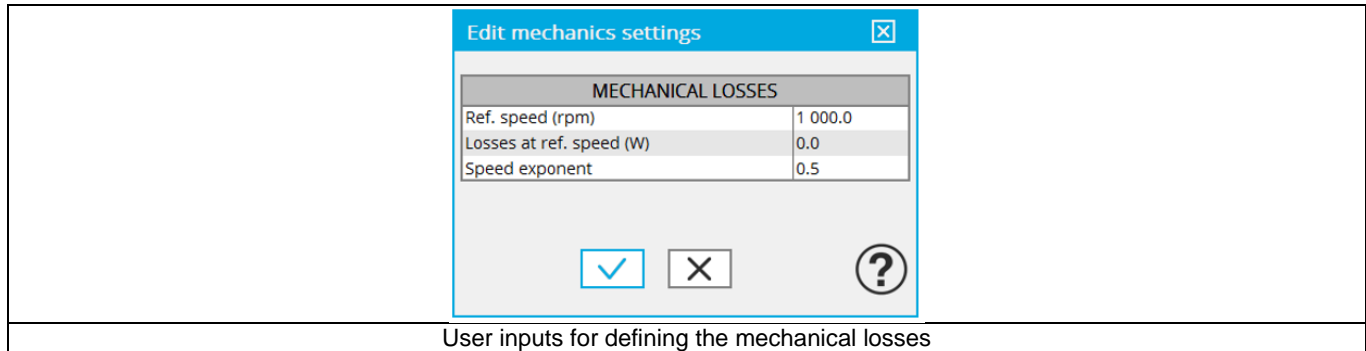 Edit mechanics settings
MECHANICAL LOSSES
Ref. speed (rpm) 1 000.0
Losses at ref. speed (W) 0.0
Speed exponent 0.5
?
User inputs for defining the mechanical losses